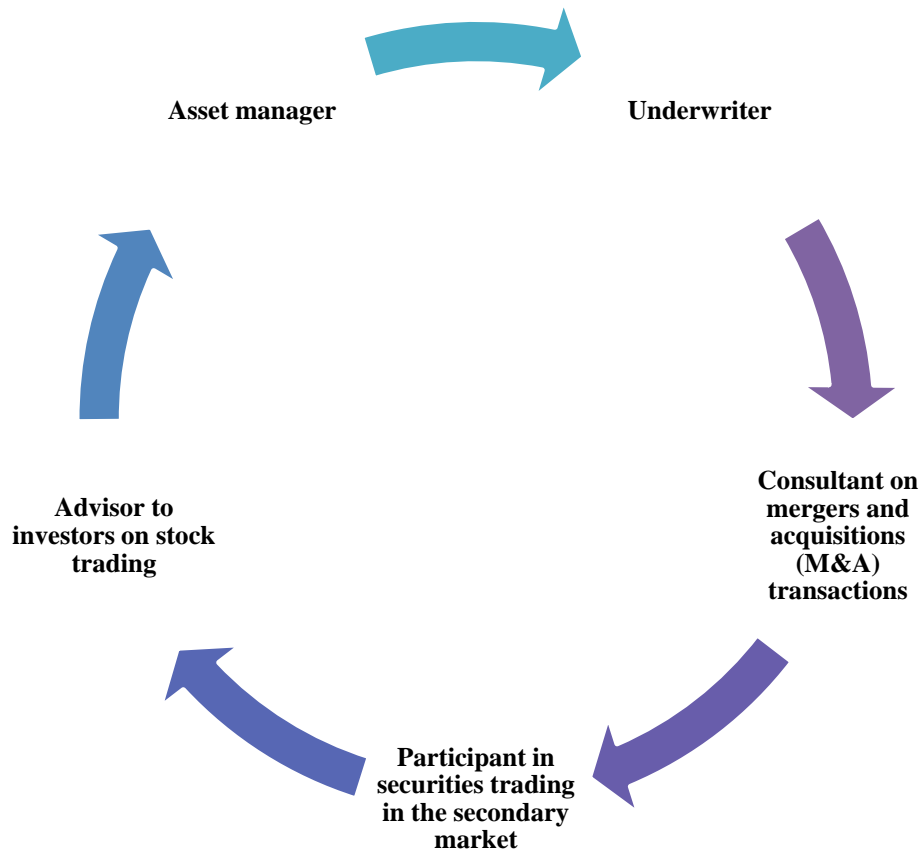 Asset manager
Underwriter
Consultant on
mergers and
acquisitions
(M&A)
transactions
Participant in
securities trading
in the secondary
market
Advisor to
investors on stock
trading